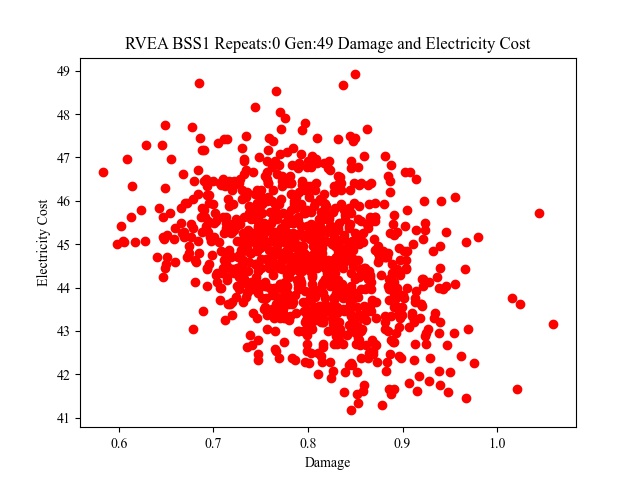 RVEA BSS1 Repeats:0 Gen:49 Damage and Electricity Cost
49
48
47
46
45
44
43
42
41
Electricity Cost
0.6 0.7 0.8 0.9 1.0
Damage